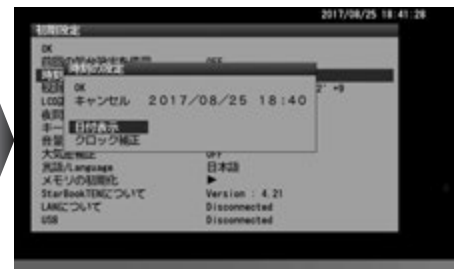 2017/08/25 18:41:28
初期設定
OK
時刻 時刻の設定
OK
キャンセル 2017/08/25 18:40
日付表示
クロック補正
大気差補正 OFF
言語/Language 日本語
メモリの初期化 ▶
StarBookTENについて Version : 4.21
LANについて Disconnected
USB Disconnected